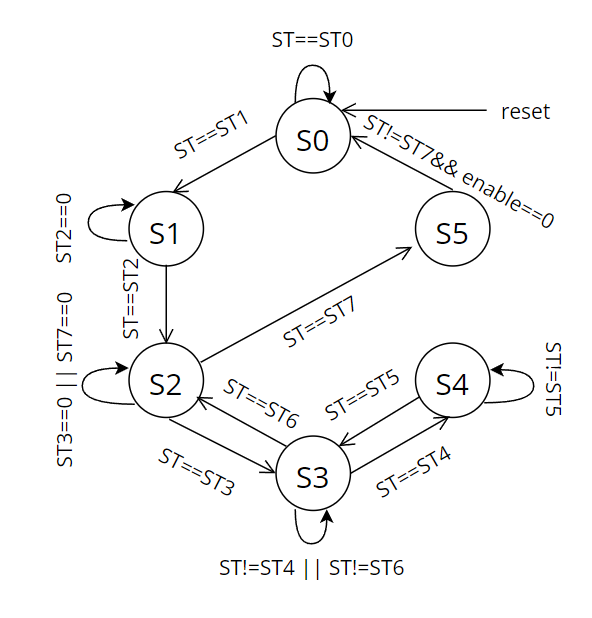 ST==ST0
reset
ST==ST1
S0
ST!=ST7&& enable==0
ST2==0
S1
S5
ST==ST2
ST==ST7
ST3==0 || ST7==0
S2
ST==ST6
ST==ST5
S4
ST!=ST5
ST==ST3
S3
ST==ST4
ST!=ST4 || ST!=ST6